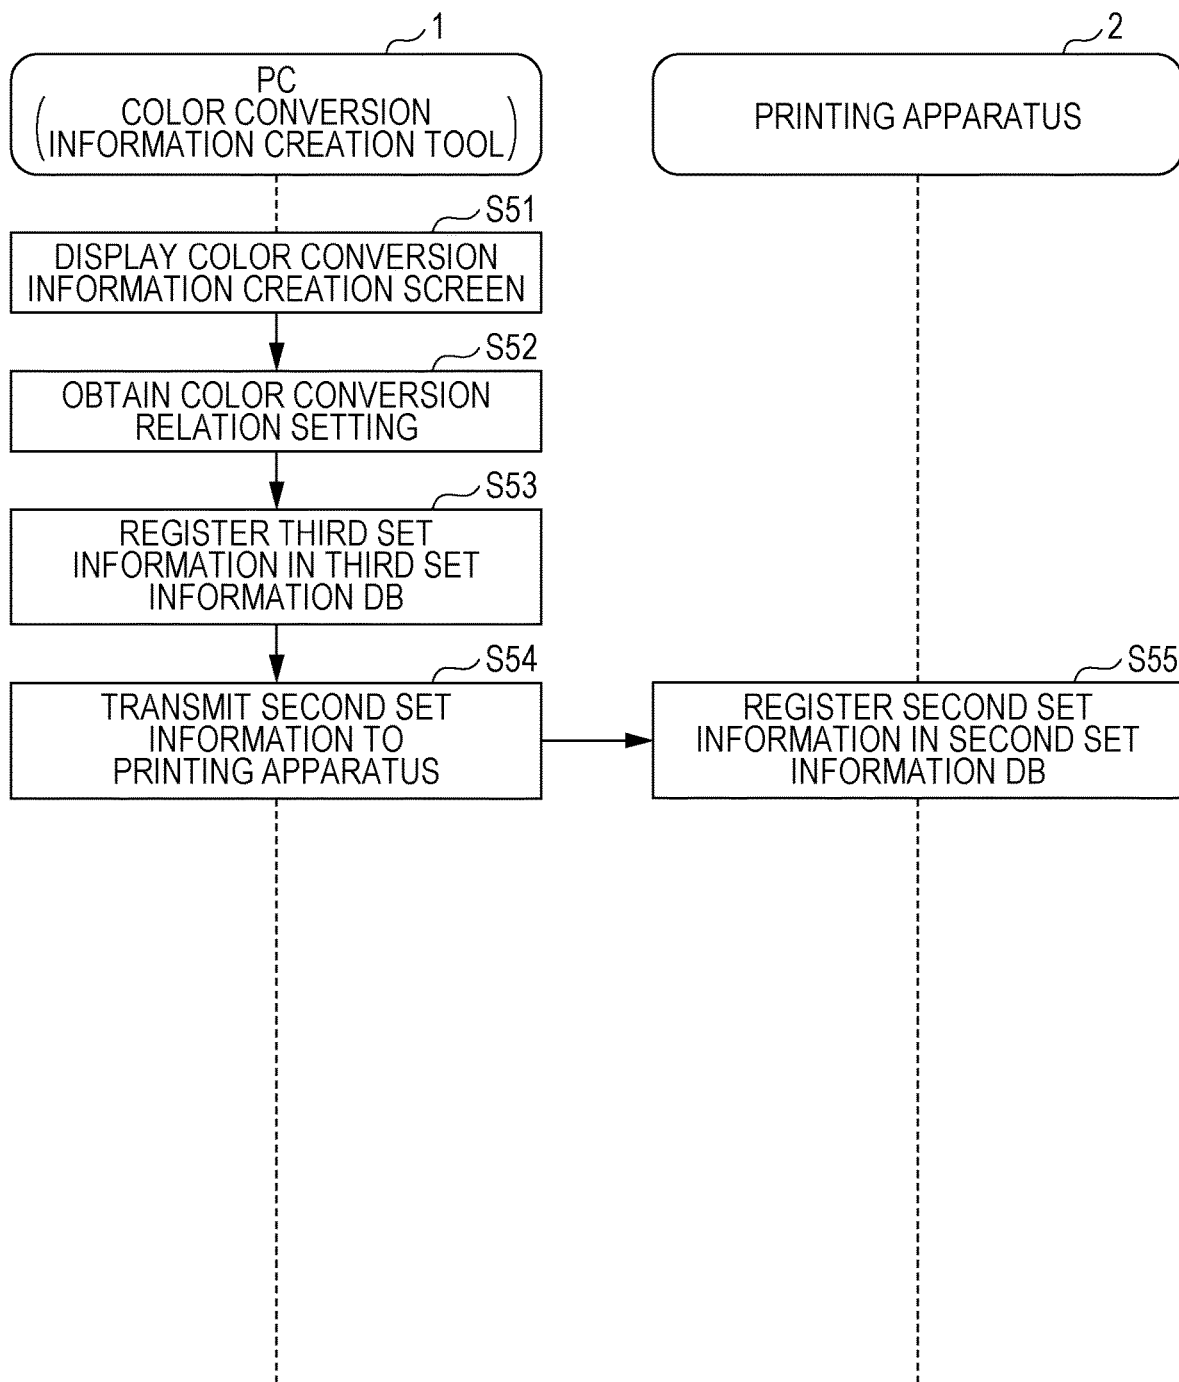 1
PC
(COLOR CONVERSION
INFORMATION CREATION TOOL)
2
PRINTING APPARATUS
S51
DISPLAY COLOR CONVERSION
INFORMATION CREATION SCREEN
S52
OBTAIN COLOR CONVERSION
RELATION SETTING
S53
REGISTER THIRD SET
INFORMATION IN THIRD SET
INFORMATION DB
S54
TRANSMIT SECOND SET
INFORMATION TO
PRINTING APPARATUS
S55
REGISTER SECOND SET
INFORMATION IN SECOND SET
INFORMATION DB